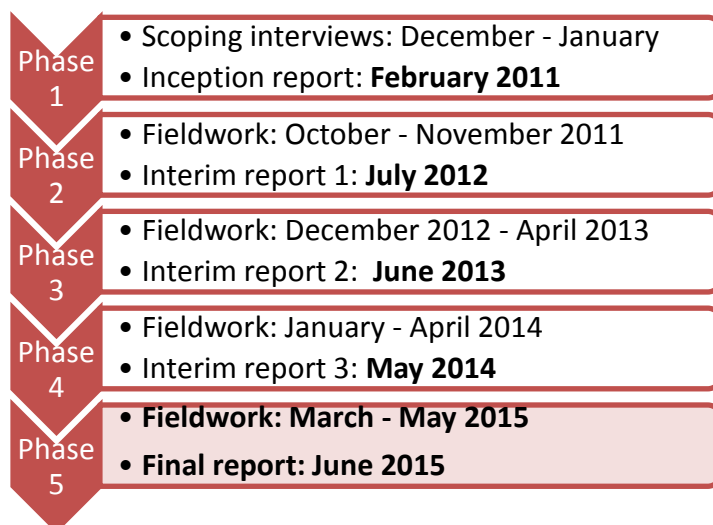 Phase 1
• Scoping interviews: December - January
• Inception report: February 2011
Phase 2
• Fieldwork: October - November 2011
• Interim report 1: July 2012
Phase 3
• Fieldwork: December 2012 - April 2013
• Interim report 2: June 2013
Phase 4
• Fieldwork: January - April 2014
• Interim report 3: May 2014
Phase 5
• Fieldwork: March - May 2015
• Final report: June 2015